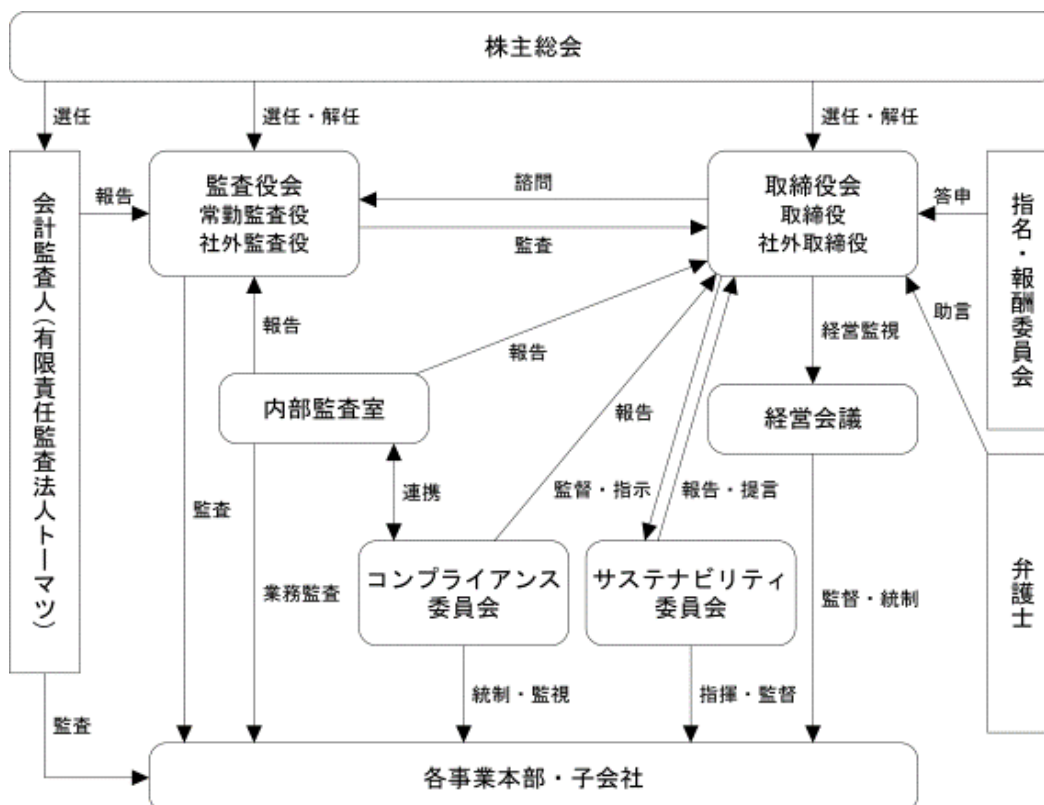 株主総会
選任
選任・解任
選任・解任
会計監査人(有限責任監査法人トーマツ)
報告
監査役会
常勤監査役
社外監査役
諮問
監査
取締役会
取締役
社外取締役
答申
指名・報酬委員会
報告
報告
経営監視
助言
内部監査室
報告
経営会議
監査
連携
監督・指示
報告・提言
業務監査
コンプライアンス
委員会
サステナビリティ
委員会
監督・統制
弁護士
監査
統制・監視
指揮・監督
各事業本部・子会社